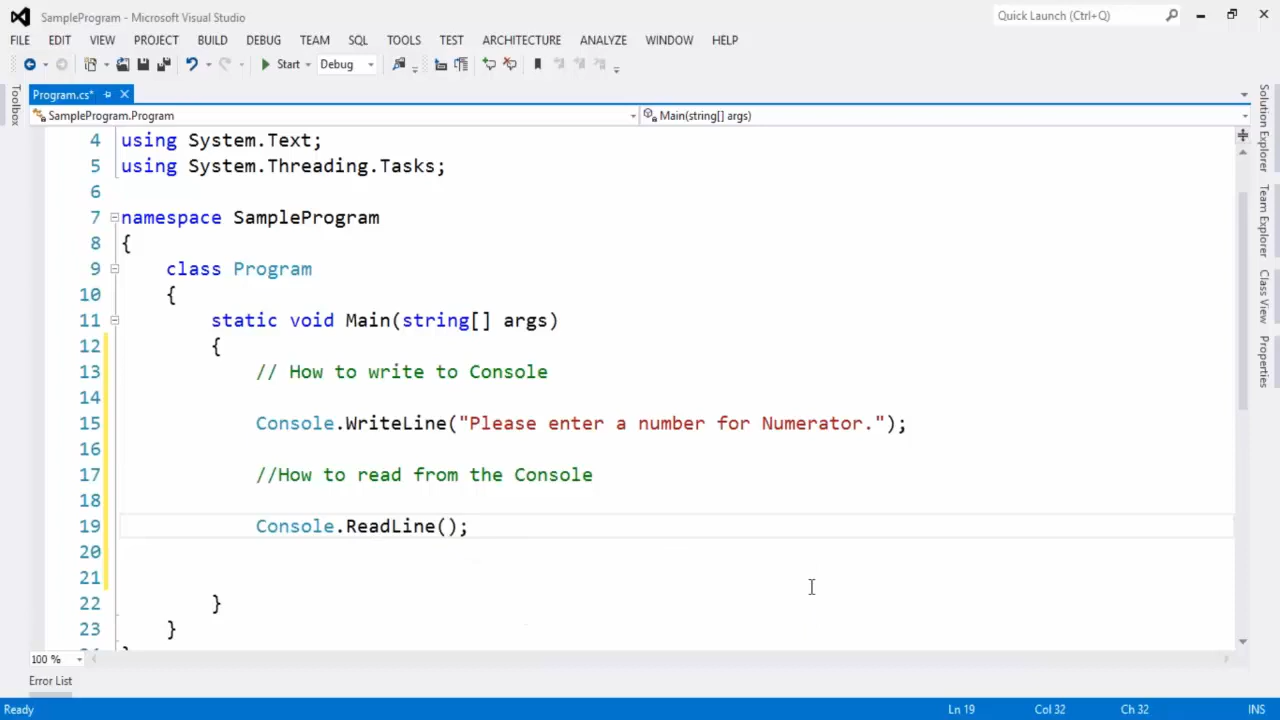 SampleProgram - Microsoft Visual Studio
Quick Launch (Ctrl+Q)
FILE EDIT VIEW PROJECT BUILD DEBUG TEAM SQL TOOLS TEST ARCHITECTURE ANALYZE WINDOW HELP
Start Debug
Toolbox
Program.cs*
SampleProgram.Program
Main(string[] args)
4 using System.Text;
5 using System.Threading.Tasks;
6
7 namespace SampleProgram
8 {
9 class Program
10 {
11 static void Main(string[] args)
12 {
13 // How to write to Console
14
15 Console.WriteLine("Please enter a number for Numerator.");
16
17 //How to read from the Console
18
19 Console.ReadLine();
20
21
22 }
23 }
Solution Explorer
Team Explorer
Class View
Properties
100 %
Error List
Ready
Ln 19
Col 32
Ch 32
INS